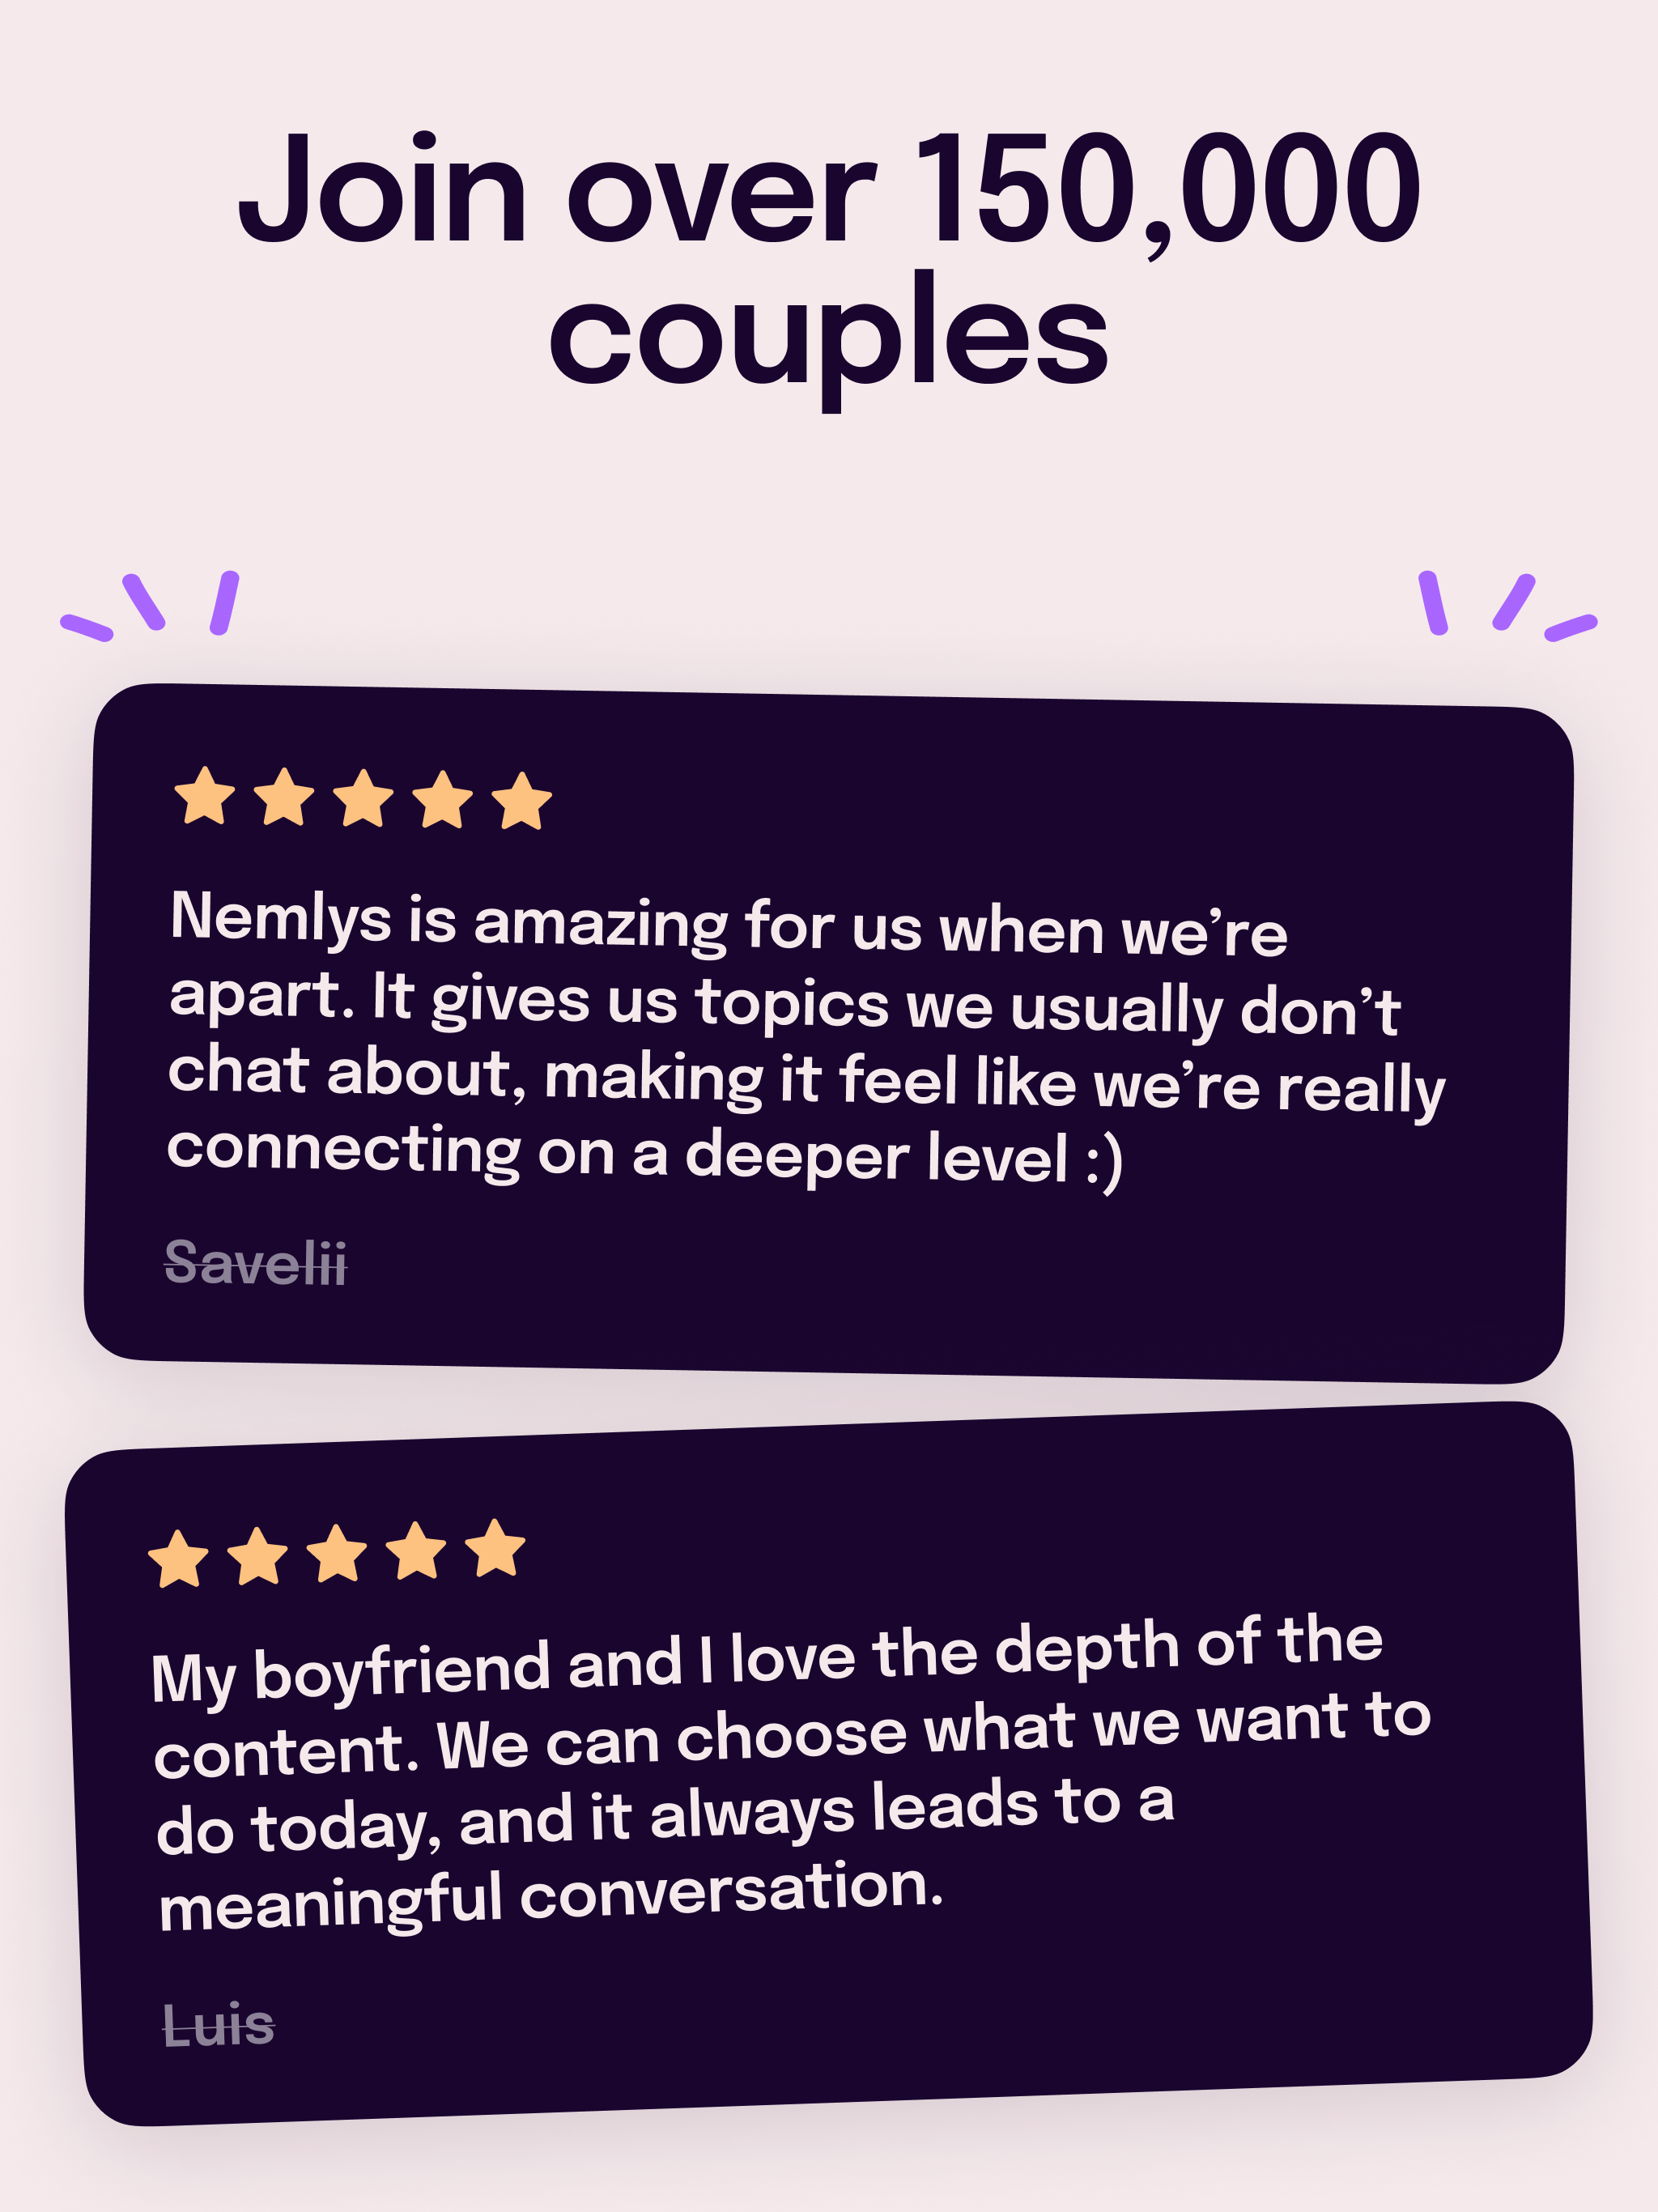 Join over 150,000
couples
Nemlys is amazing for us when we’re
apart. It gives us topics we usually don’t
chat about, making it feel like we’re really
connecting on a deeper level :)
Savelii
My boyfriend and I love the depth of the
content. We can choose what we want to
do today, and it always leads to a
meaningful conversation.
Luis